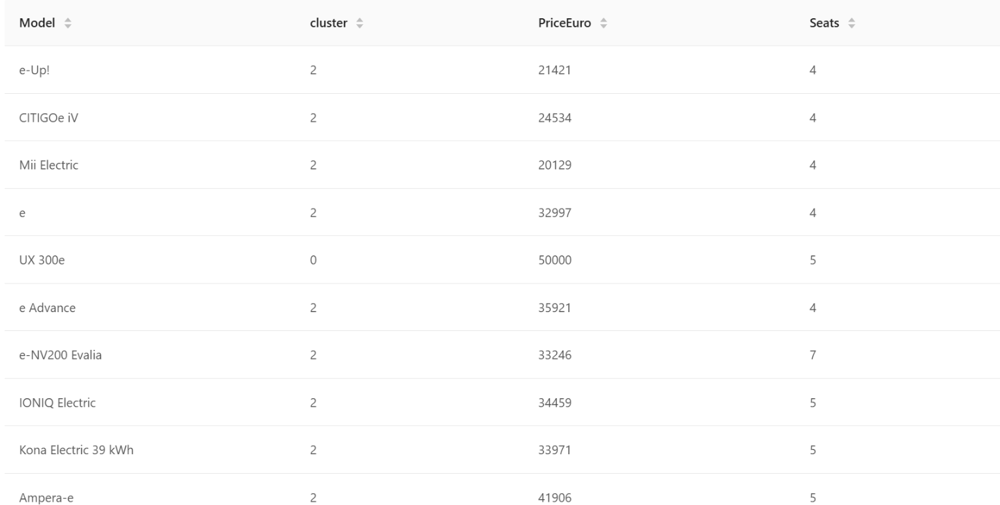 Model cluster PriceEuro Seats
e-Up! 2 21421 4
CITIGOe iV 2 24534 4
Mii Electric 2 20129 4
e 2 32997 4
UX 300e 0 50000 5
e Advance 2 35921 4
e-NV200 Evalia 2 33246 7
IONIQ Electric 2 34459 5
Kona Electric 39 kWh 2 33971 5
Ampera-e 2 41906 5